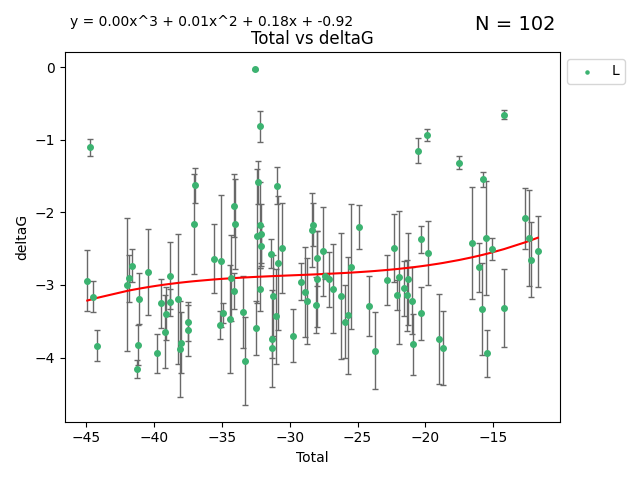 y = 0.00x^3 + 0.01x^2 + 0.18x + -0.92
N = 102
Total vs deltaG
L
deltaG
0
−1
−2
−3
−4
−45
−40
−35
−30
−25
−20
−15
Total